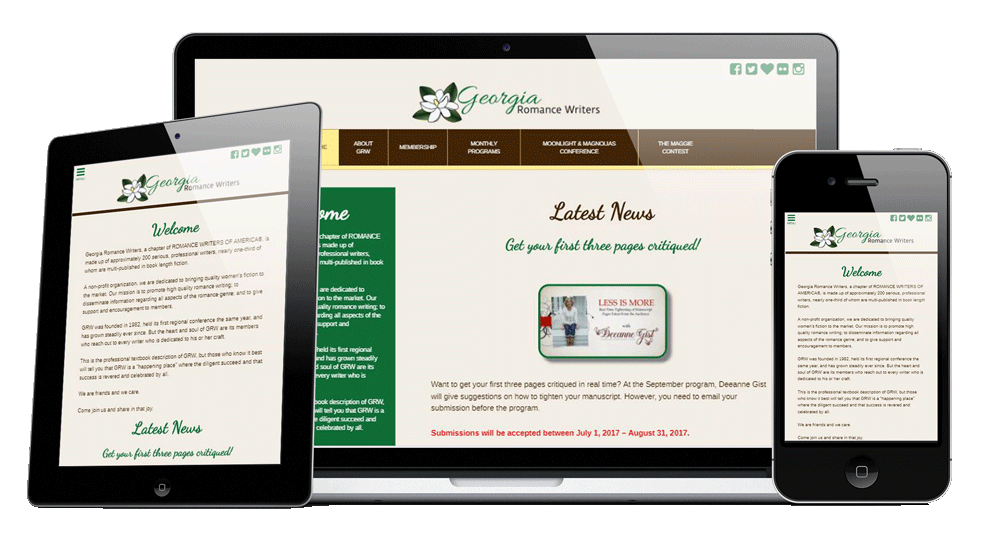 Georgia
Romance Writers
ABOUT
GRW
MEMBERSHIP
MONTHLY
PROGRAMS
MOONLIGHT & MAGNOLIAS
CONFERENCE
THE MAGGIE
CONTEST
chapter of ROMANCE
is made up of
professional writers,
multi-published in book
are dedicated to
fiction to the market. Our
quality romance writing; to
regarding all aspects of the
support and
held its first regional
and has grown steadily
soul of GRW are its
every writer who is
book description of GRW,
will tell you that GRW is a
the diligent succeed and
celebrated by all.
Latest News
Get your first three pages critiqued!
LESS IS MORE
with
Deeanne Gist
Want to get your first three pages critiqued in real time? At the September program, Deeanne Gist
will give suggestions on how to tighten your manuscript. However, you need to email your
submission before the program.
Submissions will be accepted between July 1, 2017 – August 31, 2017.
Georgia
Romance Writers
Welcome
Georgia Romance Writers, a chapter of ROMANCE WRITERS OF AMERICA®, is
made up of approximately 200 serious, professional writers, nearly one-third of
whom are multi-published in book length fiction.
A non-profit organization, we are dedicated to bringing quality women's fiction to
the market. Our mission is to promote high quality romance writing; to
disseminate information regarding all aspects of the romance genre; and to give
support and encouragement to members.
GRW was founded in 1982, held its first regional conference the same year, and
has grown steadily ever since. But the heart and soul of GRW are its members
who reach out to every writer who is dedicated to his or her craft.
This is the professional textbook description of GRW, but those who know it best
will tell you that GRW is a "happening place" where the diligent succeed and that
success is revered and celebrated by all.
We are friends and we care.
Come join us and share in that joy.
Latest News
Get your first three pages critiqued!
MENU
Georgia
Romance Writers
Welcome
Georgia Romance Writers, a chapter of ROMANCE WRITERS OF
AMERICA®, is made up of approximately 200 serious, professional
writers, nearly one-third of whom are multi-published in book length
fiction.
A non-profit organization, we are dedicated to bringing quality women's
fiction to the market. Our mission is to promote high quality romance
writing; to disseminate information regarding all aspects of the
romance genre; and to give support and encouragement to
members.
GRW was founded in 1982, held its first regional conference the same
year, and has grown steadily ever since. But the heart and soul of
GRW are its members who reach out to every writer who is dedicated
to his or her craft.
This is the professional textbook description of GRW, but those
who know it best will tell you that GRW is a "happening place"
where the diligent succeed and that success is revered and
celebrated by all.
We are friends and we care.
Come join us and share in that joy.